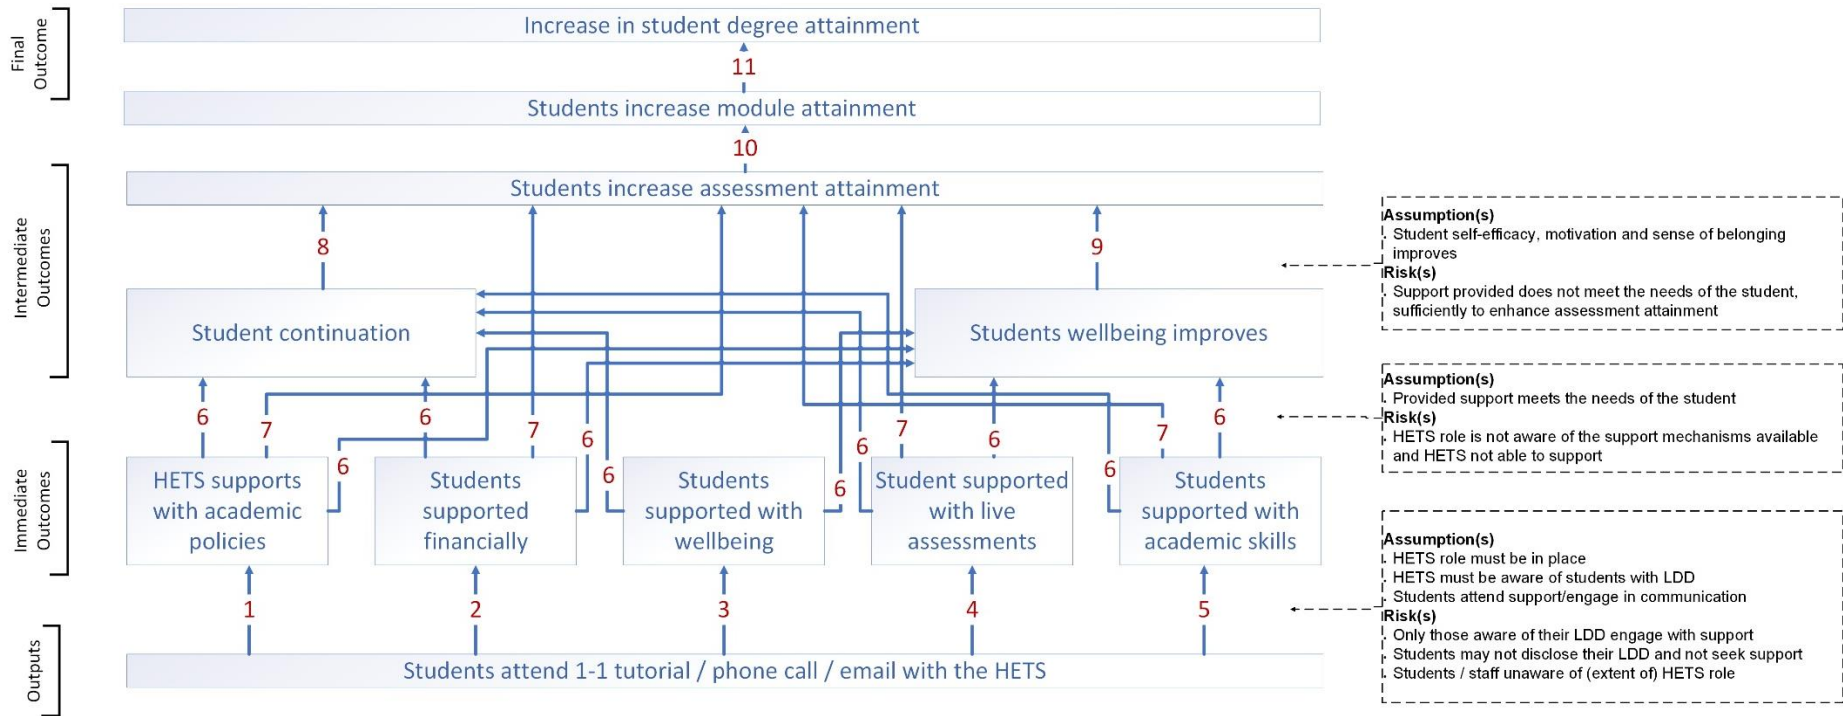 Final
Outcome
Increase in student degree attainment
11
Students increase module attainment
10
Intermediate
Outcomes
Students increase assessment attainment
8
9
Student continuation
Students wellbeing improves
6
7
6
6
7
6
6
6
6
7
6
6
7
6
Immediate
Outcomes
HETS supports
with academic
policies
Students
supported
financially
Students
supported with
wellbeing
Student supported
with live
assessments
Students
supported with
academic skills
1
2
3
4
5
Outputs
Students attend 1-1 tutorial / phone call / email with the HETS
Assumption(s)
. Student self-efficacy, motivation and sense of belonging
improves
Risk(s)
. Support provided does not meet the needs of the student,
sufficiently to enhance assessment attainment
Assumption(s)
. Provided support meets the needs of the student
Risk(s)
. HETS role is not aware of the support mechanisms available
and HETS not able to support
Assumption(s)
. HETS role must be in place
. HETS must be aware of students with LDD
. Students attend support/engage in communication
Risk(s)
. Only those aware of their LDD engage with support
. Students may not disclose their LDD and not seek support
. Students / staff unaware of (extent of) HETS role